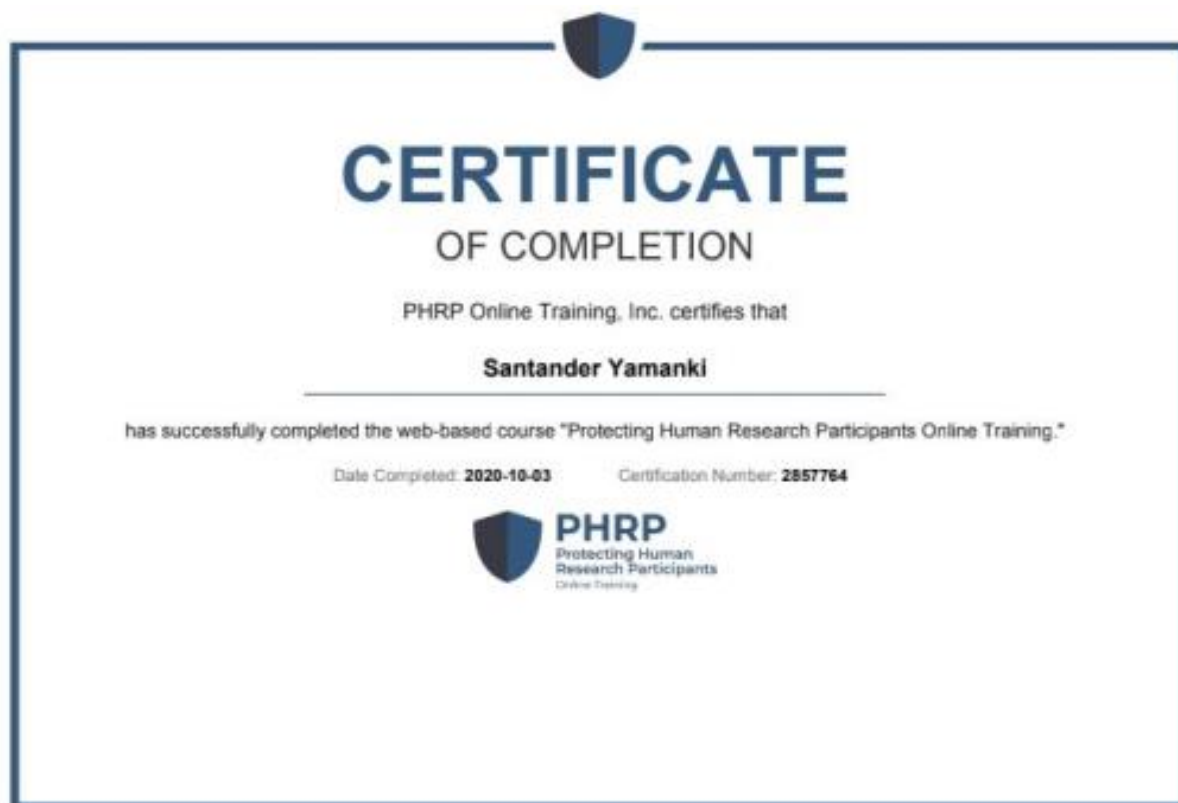 CERTIFICATE
OF COMPLETION
PHRP Online Training, Inc. certifies that
Santander Yamanki
has successfully completed the web-based course "Protecting Human Research Participants Online Training."
Date Completed: 2020-10-03 Certification Number: 2857764
PHRP
Protecting Human
Research Participants
Online Training